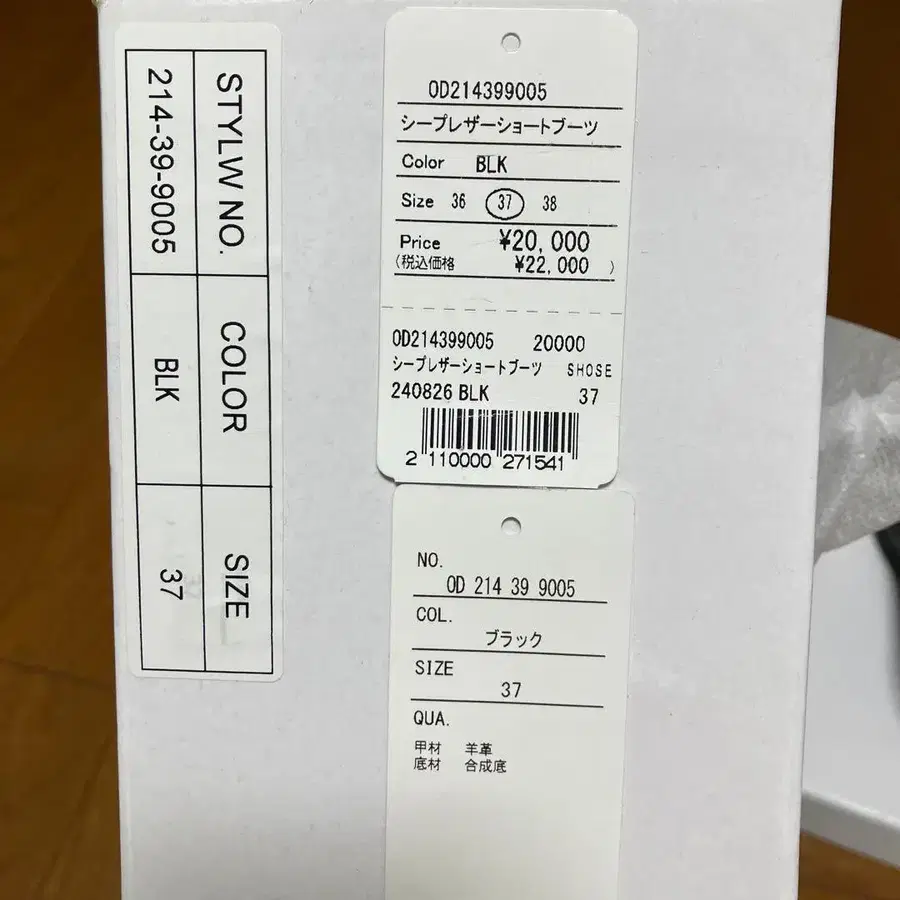 STYLW NO.
COLOR
SIZE
214-39-9005
BLK
37
0D214399005
シープレザーショートブーツ
Color BLK
Size 36 37 38
Price ¥20,000
(税込価格 ¥22,000 )
0D214399005 20000
シープレザーショートブーツ SHOSE
240826 BLK 37
2 110000 271541
NO.
0D 214 39 9005
COL.
ブラック
SIZE
37
QUA.
甲材 羊革
底材 合成底